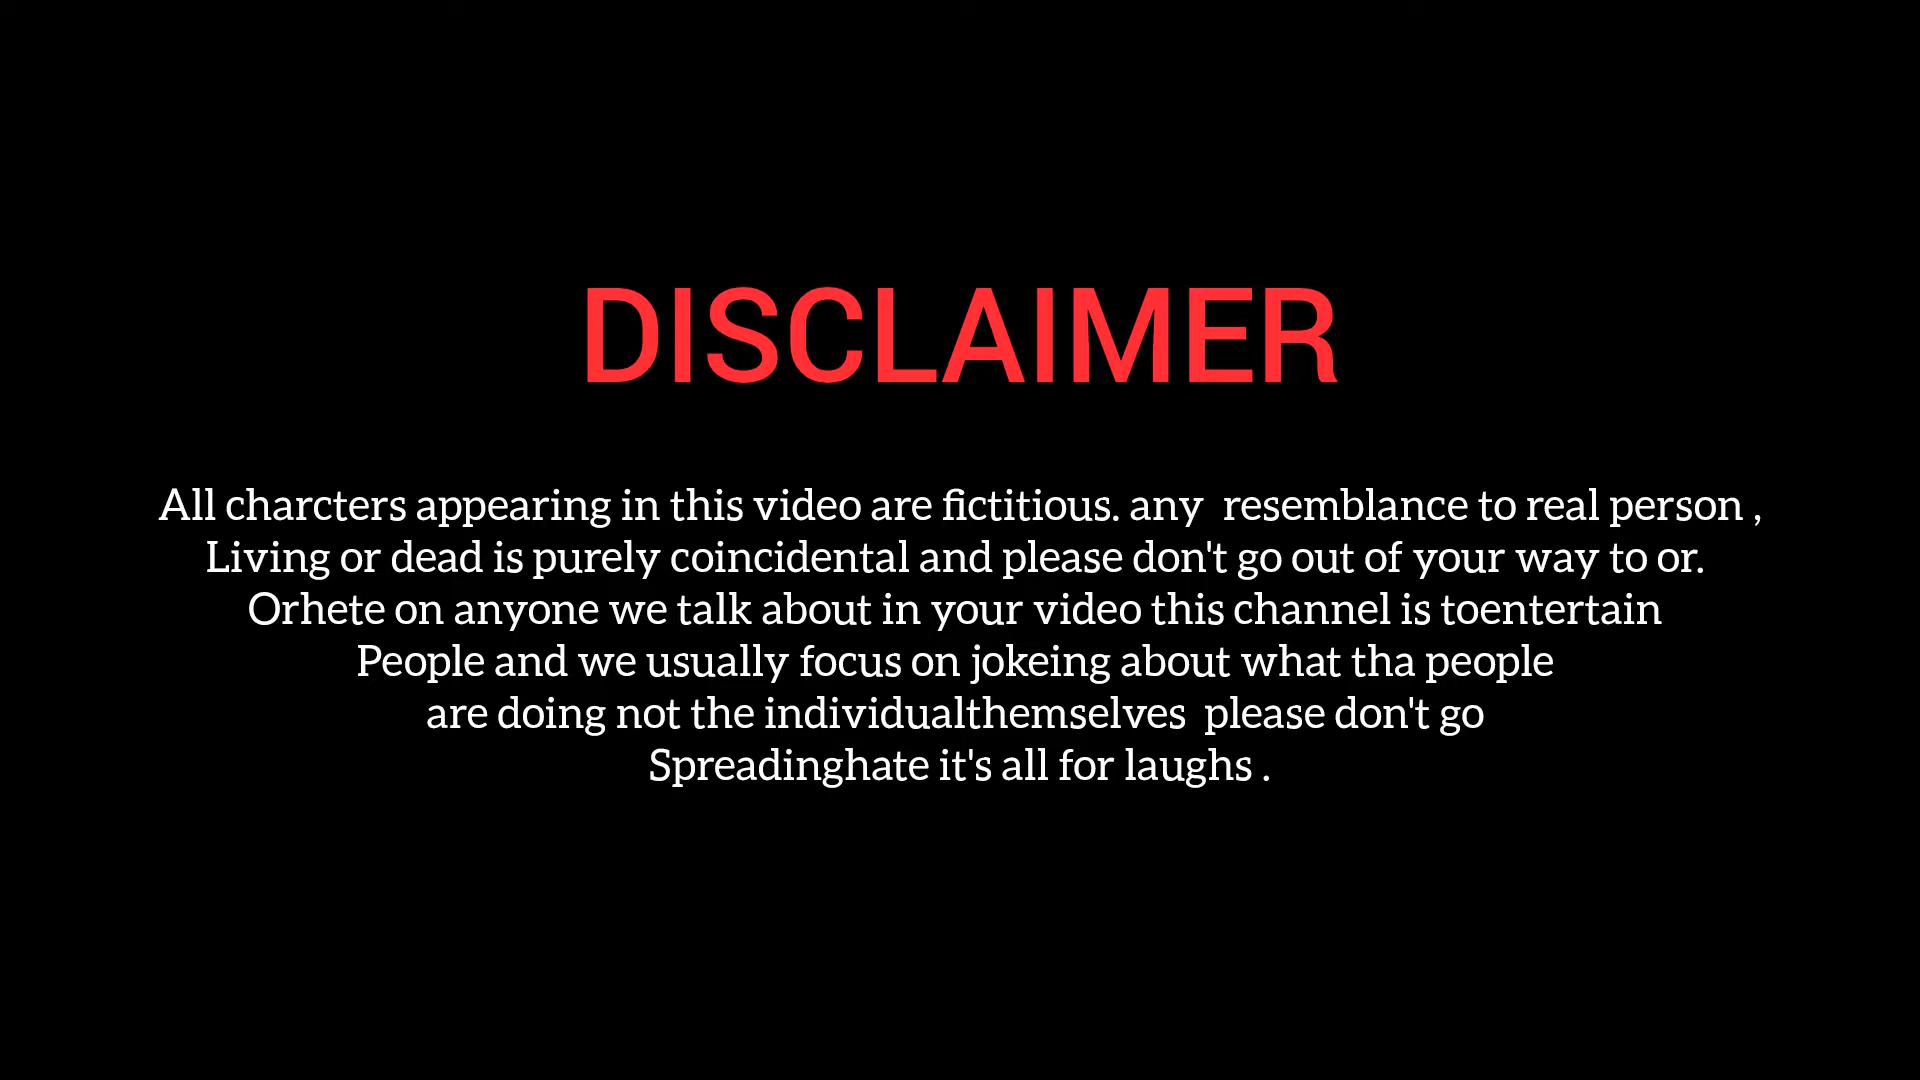 DISCLAIMER
All charcters appearing in this video are fictitious. any  resemblance to real person ,
Living or dead is purely coincidental and please don't go out of your way to or.
Orhete on anyone we talk about in your video this channel is toentertain
People and we usually focus on jokeing about what tha people
are doing not the individualthemselves  please don't go
Spreadinghate it's all for laughs .